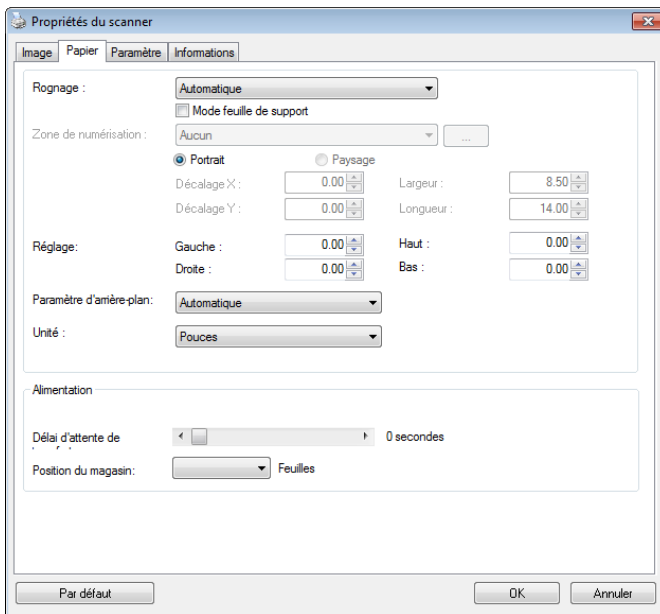 Propriétés du scanner
Image Papier Paramètre Informations
Rognage : Automatique
Mode feuille de support
Zone de numérisation : Aucun ...
Portrait Paysage
Décalage X : 0.00 Largeur : 8.50
Décalage Y : 0.00 Longueur : 14.00
Réglage: Gauche : 0.00 Haut : 0.00
Droite : 0.00 Bas : 0.00
Paramètre d'arrière-plan: Automatique
Unité : Pouces
Alimentation
Délai d'attente de 0 secondes
Position du magasin: Feuilles
Par défaut OK Annuler